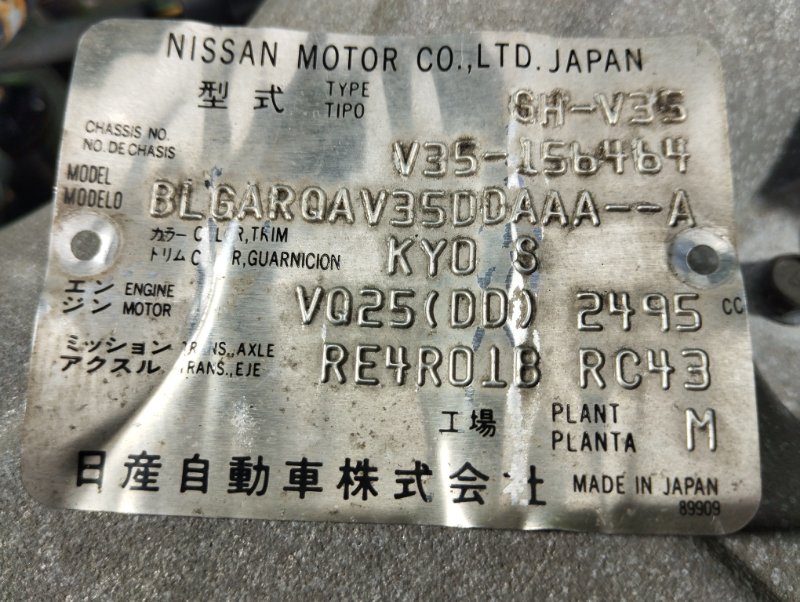 NISSAN MOTOR CO.,LTD. JAPAN
型式 TYPE TIPO GH-V35
CHASSIS NO. NO. DE CHASIS V35-156464
MODEL MODELO BLGARQAV35DDAAA--A
カラー トリム COLOR,TRIM COLOR,GUARNICION KY0 S
エンジン ENGINE MOTOR VQ25(DD) 2495 CC
ミッション アクスル TRANS.,AXLE TRANS.,EJE RE4R01B RC43
工場 PLANT PLANTA M
日産自動車株式会社 MADE IN JAPAN
89909